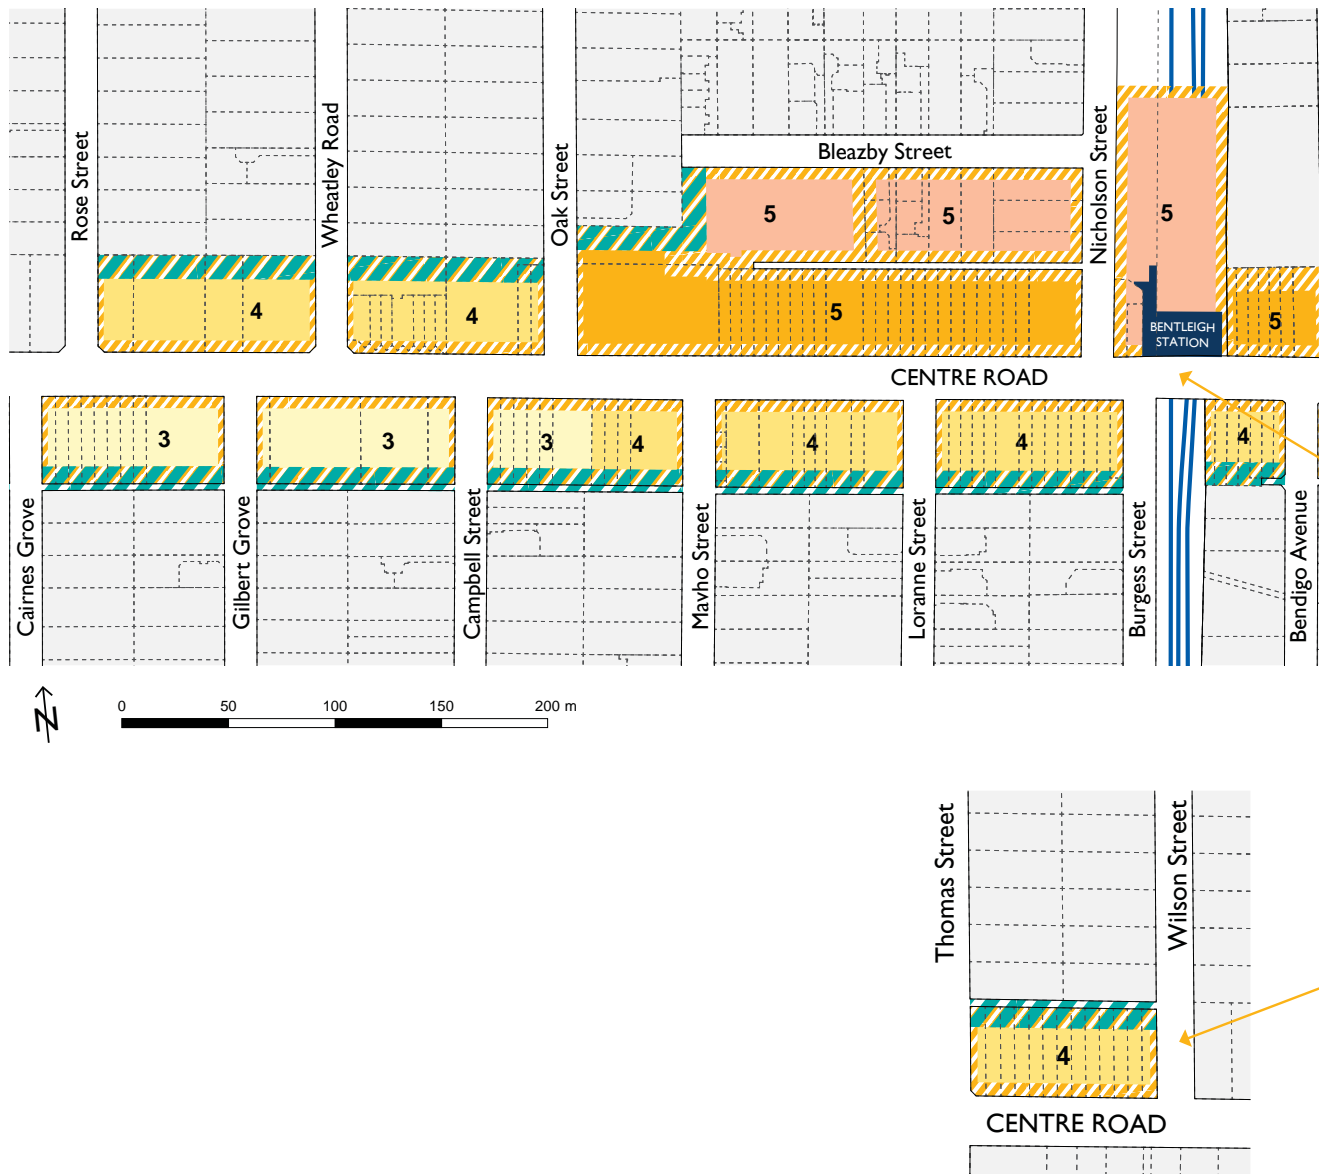 Rose Street
Wheatley Road
Oak Street
Bleazby Street
Nicholson Street
5
5
5
4
4
5
5
BENTLEIGH
STATION
CENTRE ROAD
3
3
3
4
4
4
4
Cairnes Grove
Gilbert Grove
Campbell Street
Mavho Street
Loranne Street
Burgess Street
Bendigo Avenue
N
0 50 100 150 200 m
Thomas Street
Wilson Street
4
CENTRE ROAD